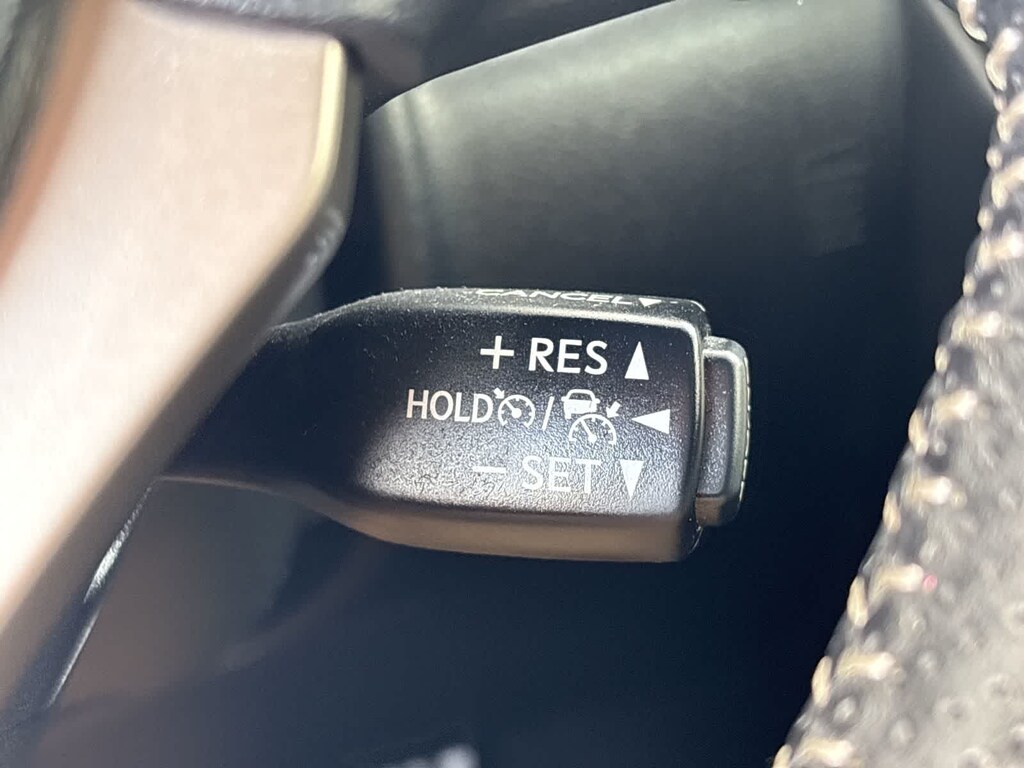 CANCEL
+ RES
HOLD /
- SET